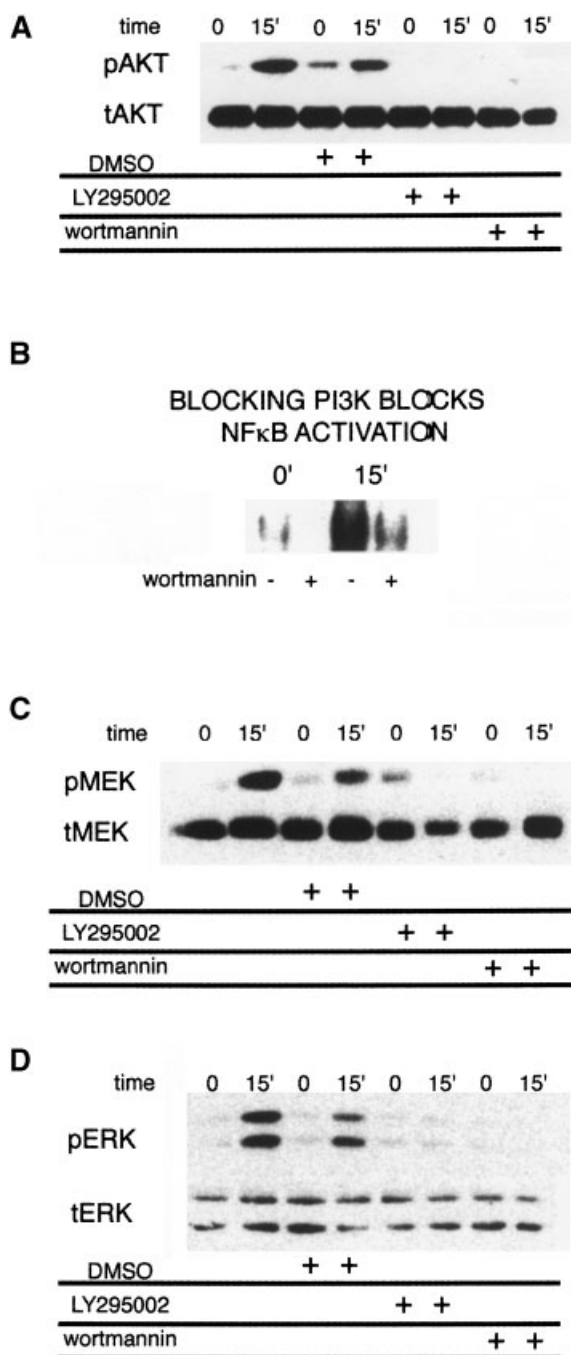 A
time 0 15' 0 15' 0 15' 0 15'
pAKT
tAKT
DMSO + +
LY295002 + +
wortmannin + +
B
BLOCKING PI3K BLOCKS
NFκB ACTIVATION
0' 15'
wortmannin - + - +
C
time 0 15' 0 15' 0 15' 0 15'
pMEK
tMEK
DMSO + +
LY295002 + +
wortmannin + +
D
time 0 15' 0 15' 0 15' 0 15'
pERK
tERK
DMSO + +
LY295002 + +
wortmannin + +